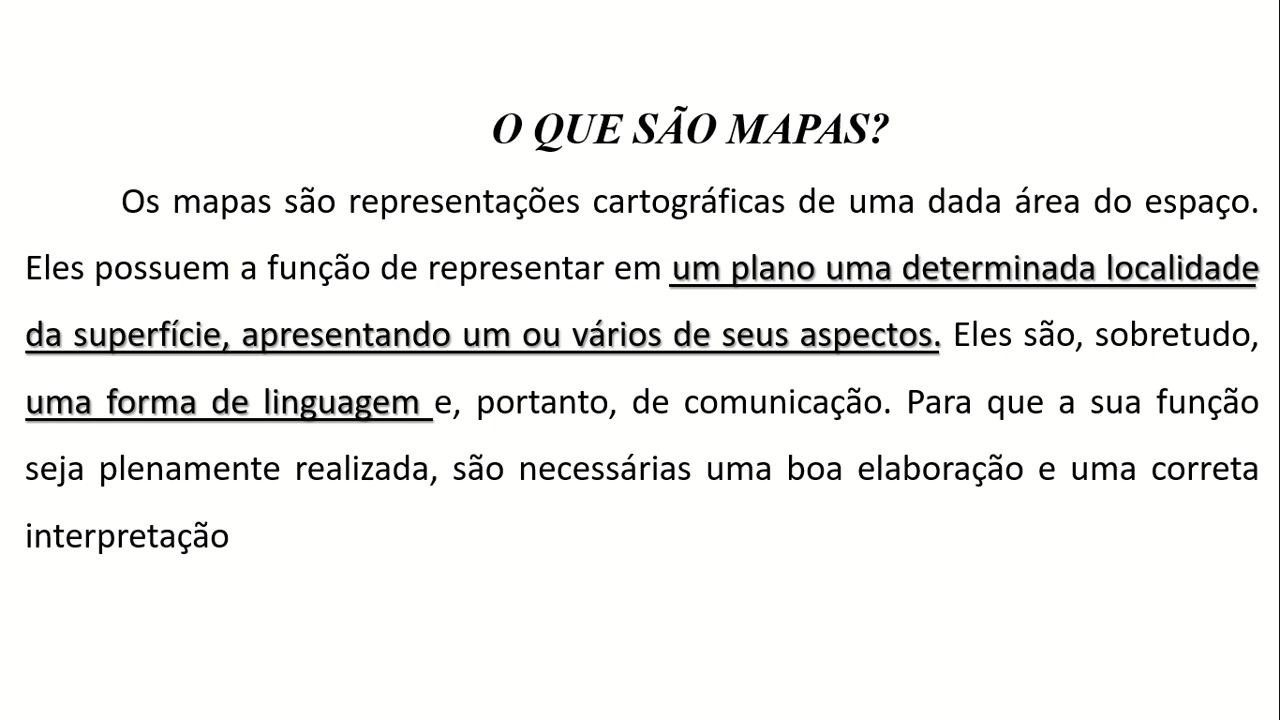 O QUE SÃO MAPAS?
Os mapas são representações cartográficas de uma dada área do espaço.
Eles possuem a função de representar em um plano uma determinada localidade
da superfície, apresentando um ou vários de seus aspectos. Eles são, sobretudo,
uma forma de linguagem e, portanto, de comunicação. Para que a sua função
seja plenamente realizada, são necessárias uma boa elaboração e uma correta
interpretação